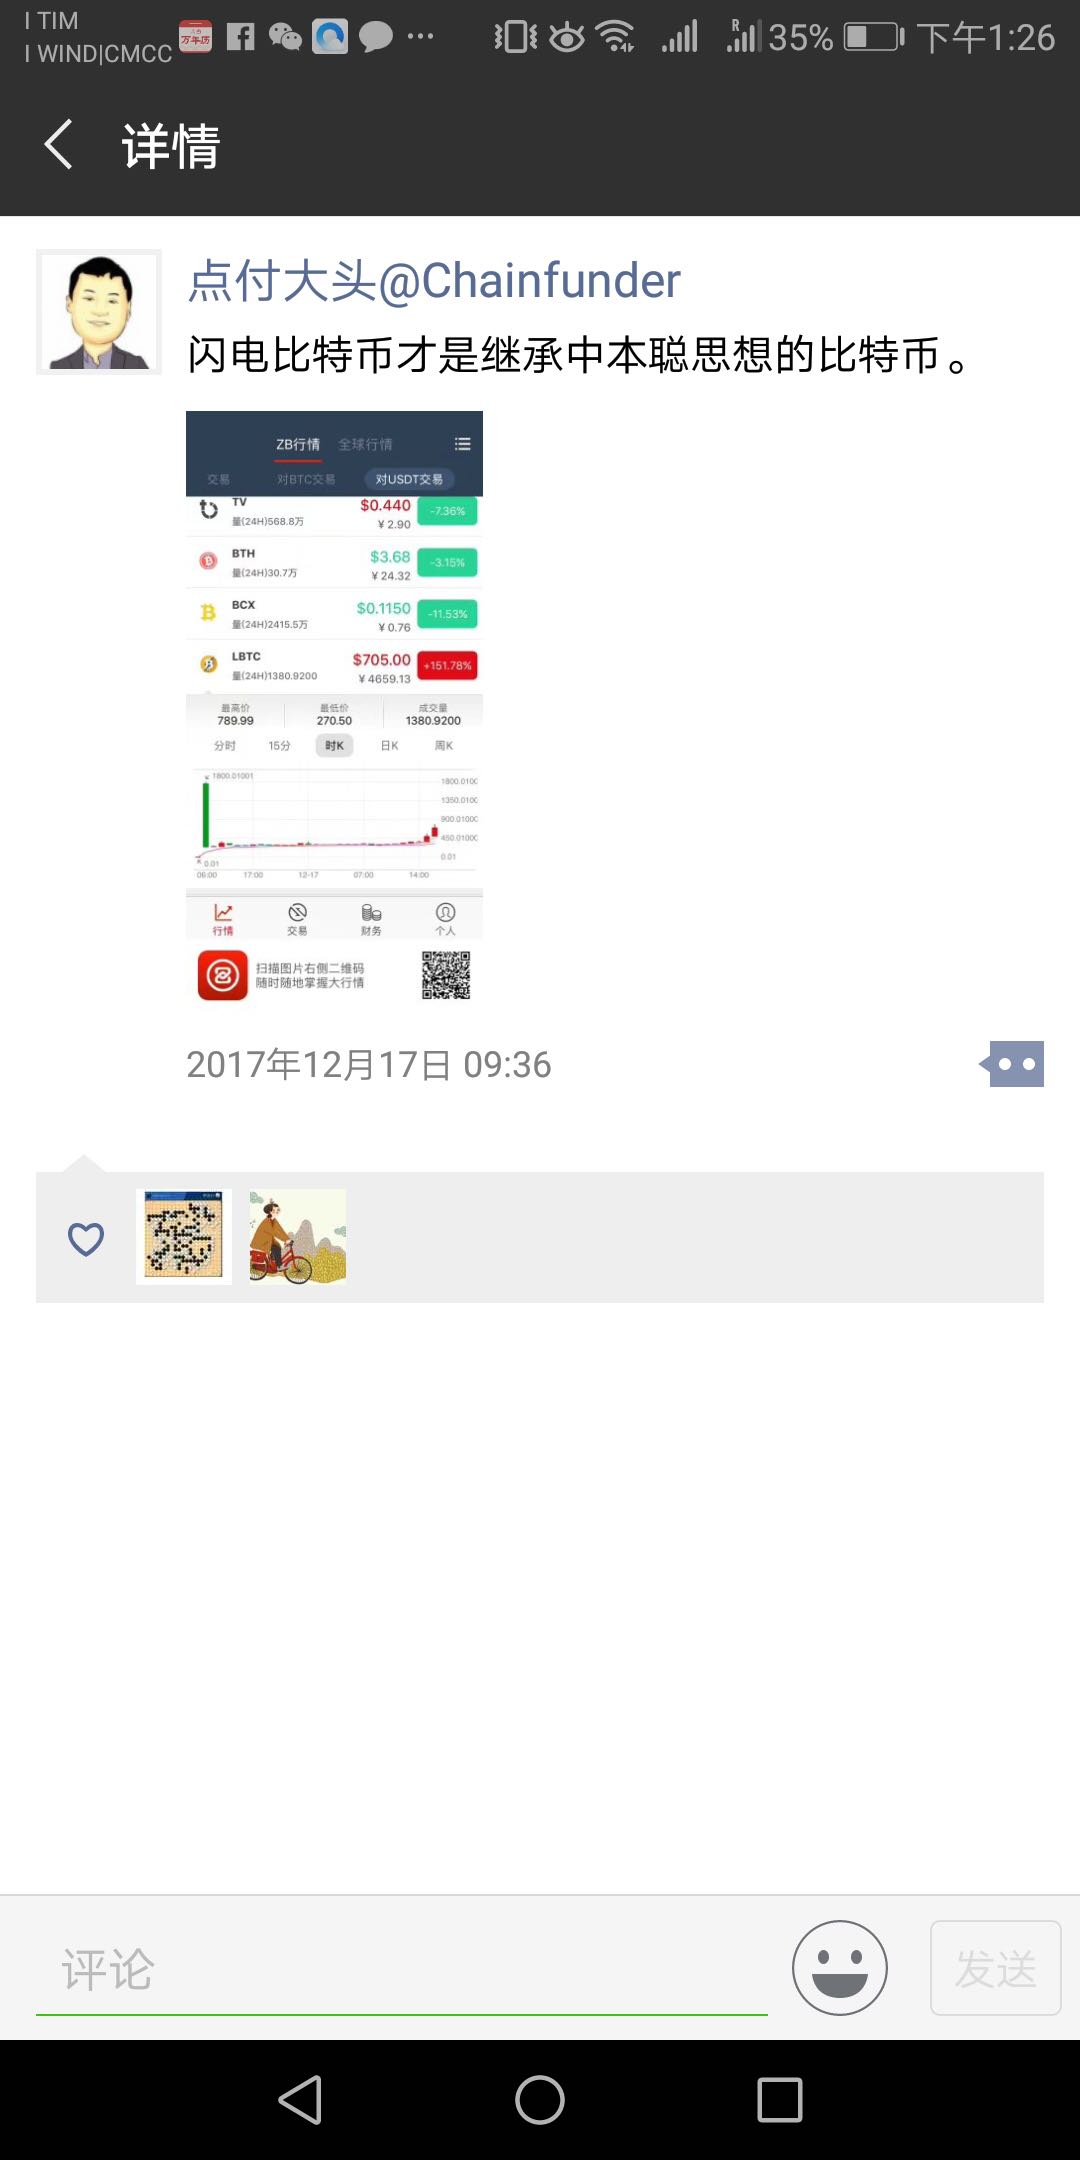 I TIM
I WIND|CMCC
万年历
35%
下午1:26
详情
点付大头@Chainfunder
闪电比特币才是继承中本聪思想的比特币。
ZB行情 全球行情
交易 对BTC交易 对USDT交易
TV $0.440 -7.36%
量(24H)568.8万 ¥2.90
BTH $3.68 -3.15%
量(24H)30.7万 ¥24.32
BCX $0.1150 -11.53%
量(24H)2415.5万 ¥0.76
LBTC $705.00 +151.78%
量(24H)1380.9200 ¥4659.13
最高价 最低价 成交量
789.99 270.50 1380.9200
分时 15分 时K 日K 周K
1800.01001
1800.010C
1350.010C
900.0100C
450.0100C
0.01
0.01
06:00 17:00 12-17 07:00 14:00
行情 交易 财务 个人
扫描图片右侧二维码
随时随地掌握大行情
2017年12月17日 09:36
评论
发送